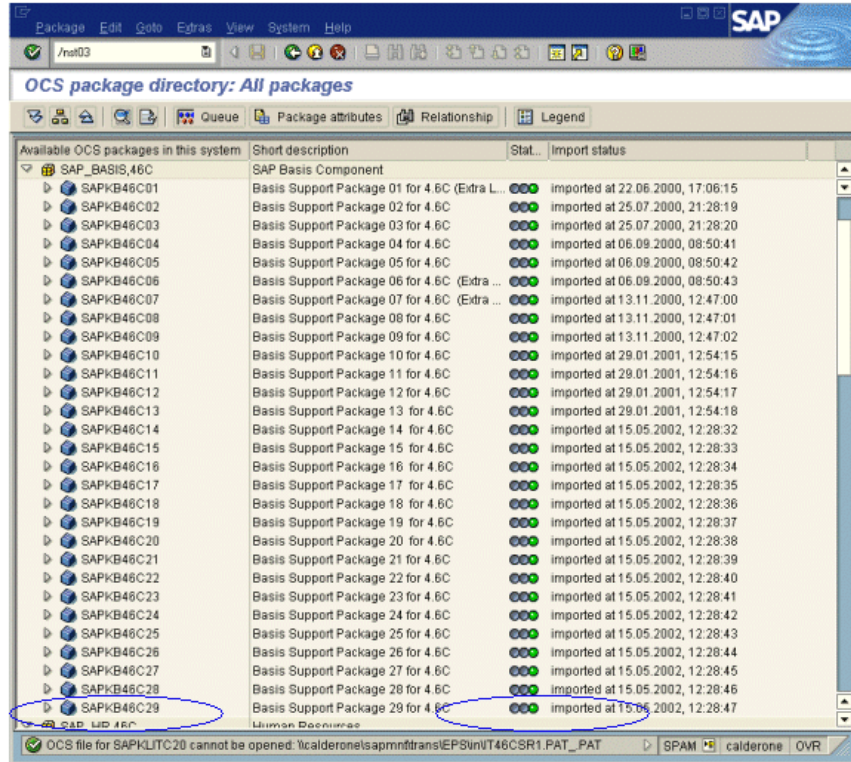 Package Edit Goto Extras View System Help
SAP
/nst03
OCS package directory: All packages
Queue Package attributes Relationship Legend
Available OCS packages in this system Short description Stat... Import status
SAP_BASIS,46C SAP Basis Component
SAPKB46C01 Basis Support Package 01 for 4.6C (Extra L... imported at 22.06.2000, 17:06:15
SAPKB46C02 Basis Support Package 02 for 4.6C imported at 25.07.2000, 21:28:19
SAPKB46C03 Basis Support Package 03 for 4.6C imported at 25.07.2000, 21:28:20
SAPKB46C04 Basis Support Package 04 for 4.6C imported at 06.09.2000, 08:50:41
SAPKB46C05 Basis Support Package 05 for 4.6C imported at 06.09.2000, 08:50:42
SAPKB46C06 Basis Support Package 06 for 4.6C (Extra ... imported at 06.09.2000, 08:50:43
SAPKB46C07 Basis Support Package 07 for 4.6C (Extra ... imported at 13.11.2000, 12:47:00
SAPKB46C08 Basis Support Package 08 for 4.6C imported at 13.11.2000, 12:47:01
SAPKB46C09 Basis Support Package 09 for 4.6C imported at 13.11.2000, 12:47:02
SAPKB46C10 Basis Support Package 10 for 4.6C imported at 29.01.2001, 12:54:15
SAPKB46C11 Basis Support Package 11 for 4.6C imported at 29.01.2001, 12:54:16
SAPKB46C12 Basis Support Package 12 for 4.6C imported at 29.01.2001, 12:54:17
SAPKB46C13 Basis Support Package 13 for 4.6C imported at 29.01.2001, 12:54:18
SAPKB46C14 Basis Support Package 14 for 4.6C imported at 15.05.2002, 12:28:32
SAPKB46C15 Basis Support Package 15 for 4.6C imported at 15.05.2002, 12:28:33
SAPKB46C16 Basis Support Package 16 for 4.6C imported at 15.05.2002, 12:28:34
SAPKB46C17 Basis Support Package 17 for 4.6C imported at 15.05.2002, 12:28:35
SAPKB46C18 Basis Support Package 18 for 4.6C imported at 15.05.2002, 12:28:36
SAPKB46C19 Basis Support Package 19 for 4.6C imported at 15.05.2002, 12:28:37
SAPKB46C20 Basis Support Package 20 for 4.6C imported at 15.05.2002, 12:28:38
SAPKB46C21 Basis Support Package 21 for 4.6C imported at 15.05.2002, 12:28:39
SAPKB46C22 Basis Support Package 22 for 4.6C imported at 15.05.2002, 12:28:40
SAPKB46C23 Basis Support Package 23 for 4.6C imported at 15.05.2002, 12:28:41
SAPKB46C24 Basis Support Package 24 for 4.6C imported at 15.05.2002, 12:28:42
SAPKB46C25 Basis Support Package 25 for 4.6C imported at 15.05.2002, 12:28:43
SAPKB46C26 Basis Support Package 26 for 4.6C imported at 15.05.2002, 12:28:44
SAPKB46C27 Basis Support Package 27 for 4.6C imported at 15.05.2002, 12:28:45
SAPKB46C28 Basis Support Package 28 for 4.6C imported at 15.05.2002, 12:28:46
SAPKB46C29 Basis Support Package 29 for 4.6C imported at 15.05.2002, 12:28:47
SAP_HR,46C Human Resources
OCS file for SAPKLITC20 cannot be opened: \\calderone\sapmnt\trans\EPS\in\IT46CSR1.PAT_.PAT SPAM calderone OVR